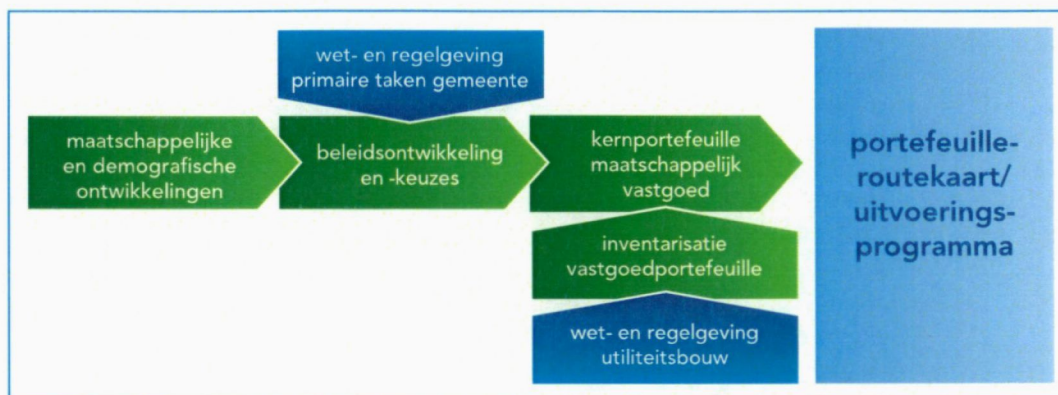 wet- en regelgeving
primaire taken gemeente
maatschappelijke
en demografische
ontwikkelingen
beleidsontwikkeling
en -keuzes
kernportefeuille
maatschappelijk
vastgoed
inventarisatie
vastgoedportefeuille
wet- en regelgeving
utiliteitsbouw
portefeuille-
routekaart/
uitvoerings-
programma